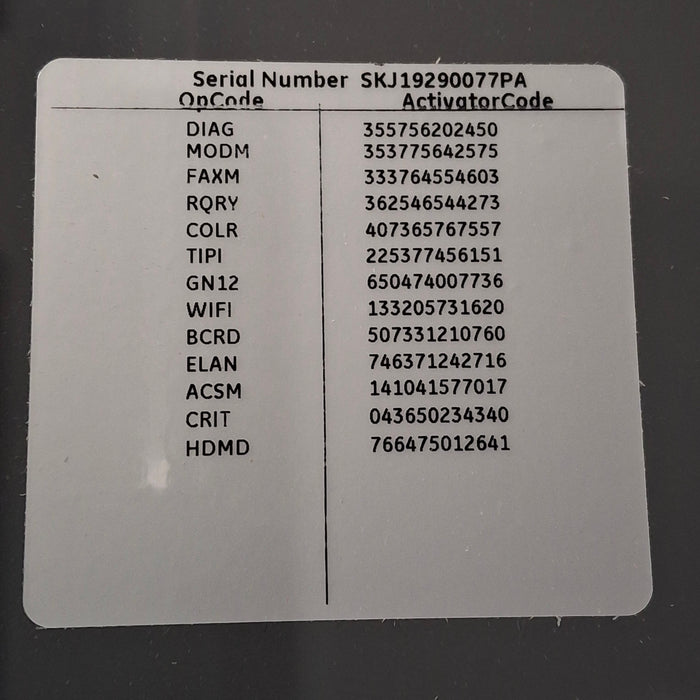 Serial Number SKJ19290077PA
OpCode ActivatorCode
DIAG 355756202450
MODM 353775642575
FAXM 333764554603
RQRY 362546544273
COLR 407365767557
TIPI 225377456151
GN12 650474007736
WIFI 133205731620
BCRD 507331210760
ELAN 746371242716
ACSM 141041577017
CRIT 043650234340
HDMD 766475012641